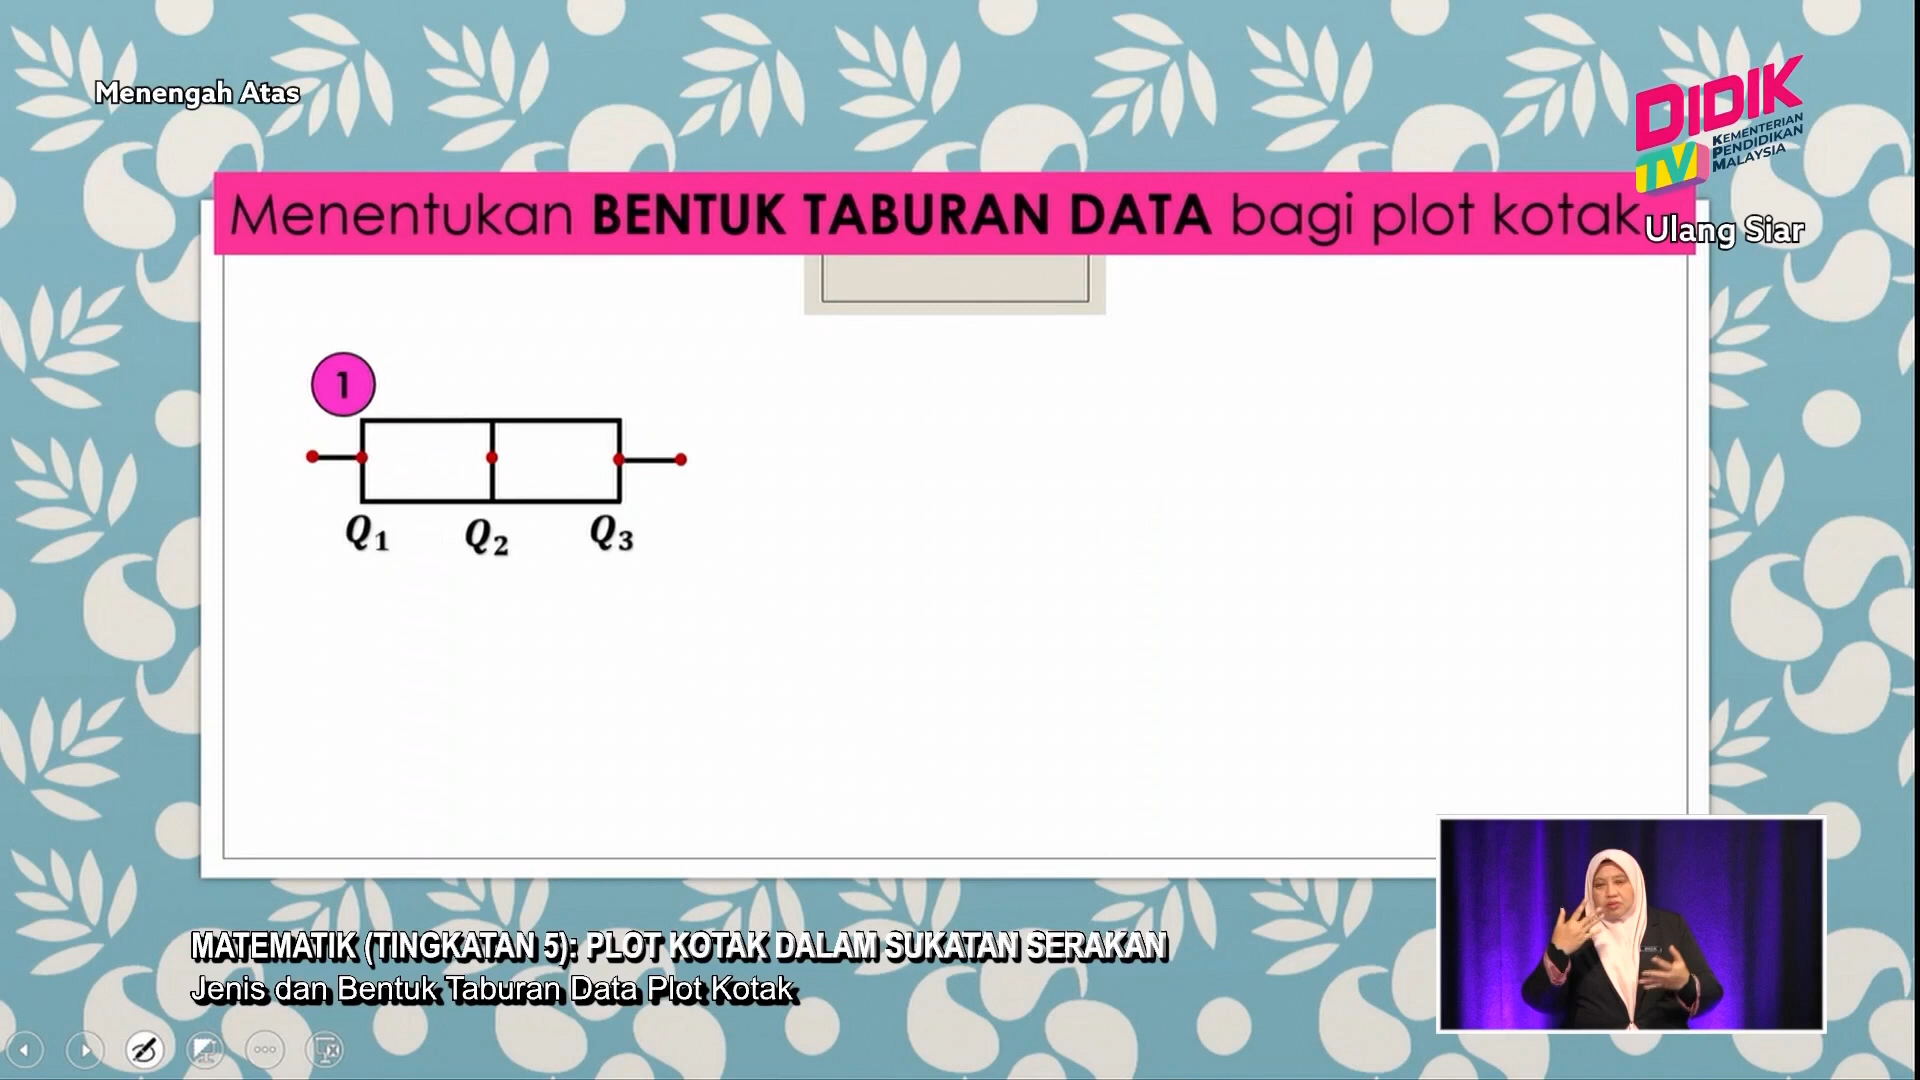 Menengah Atas
DIDIK
TV
KEMENTERIAN
PENDIDIKAN
MALAYSIA
Menentukan BENTUK TABURAN DATA bagi plot kotak
Ulang Siar
1
Q1 Q2 Q3
MATEMATIK (TINGKATAN 5): PLOT KOTAK DALAM SUKATAN SERAKAN
Jenis dan Bentuk Taburan Data Plot Kotak